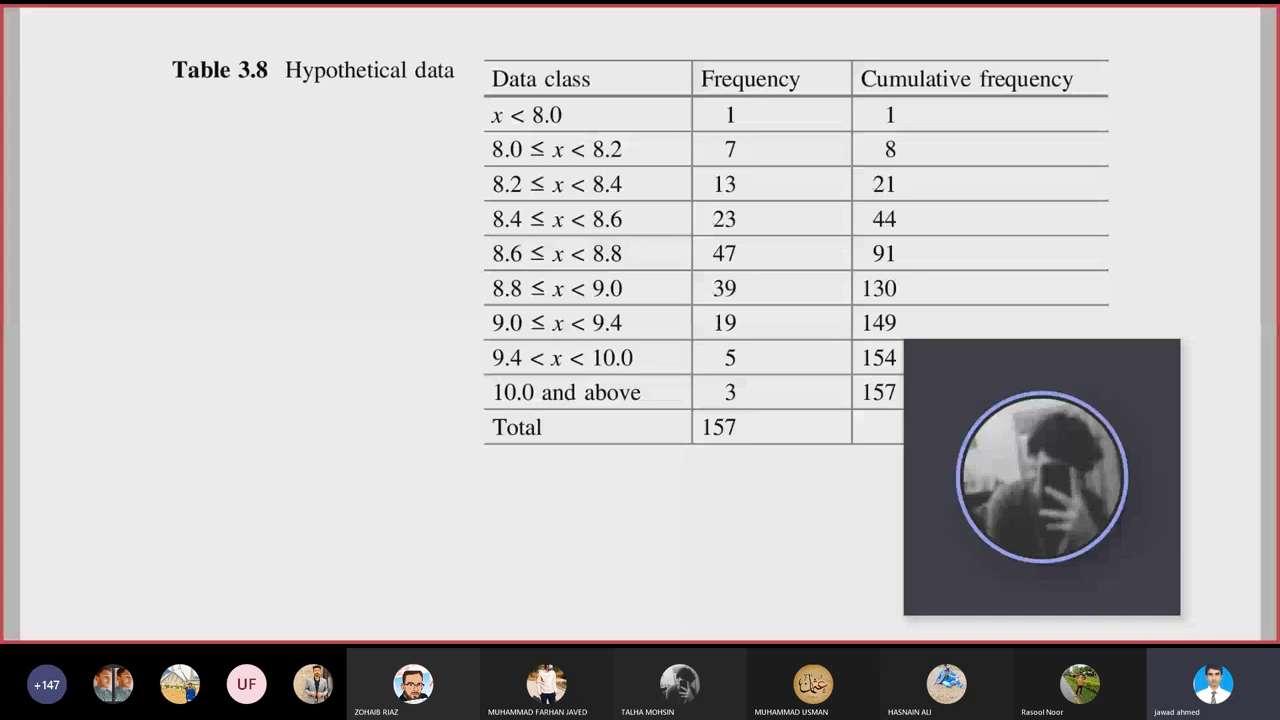 Table 3.8 Hypothetical data
Data class Frequency Cumulative frequency
x < 8.0 1 1
8.0 ≤ x < 8.2 7 8
8.2 ≤ x < 8.4 13 21
8.4 ≤ x < 8.6 23 44
8.6 ≤ x < 8.8 47 91
8.8 ≤ x < 9.0 39 130
9.0 ≤ x < 9.4 19 149
9.4 < x < 10.0 5 154
10.0 and above 3 157
Total 157
+147
UF
ZOHAIB RIAZ
MUHAMMAD FARHAN JAVED
TALHA MOHSIN
MUHAMMAD USMAN
HASNAIN ALI
Rasool Noor
jawad ahmed